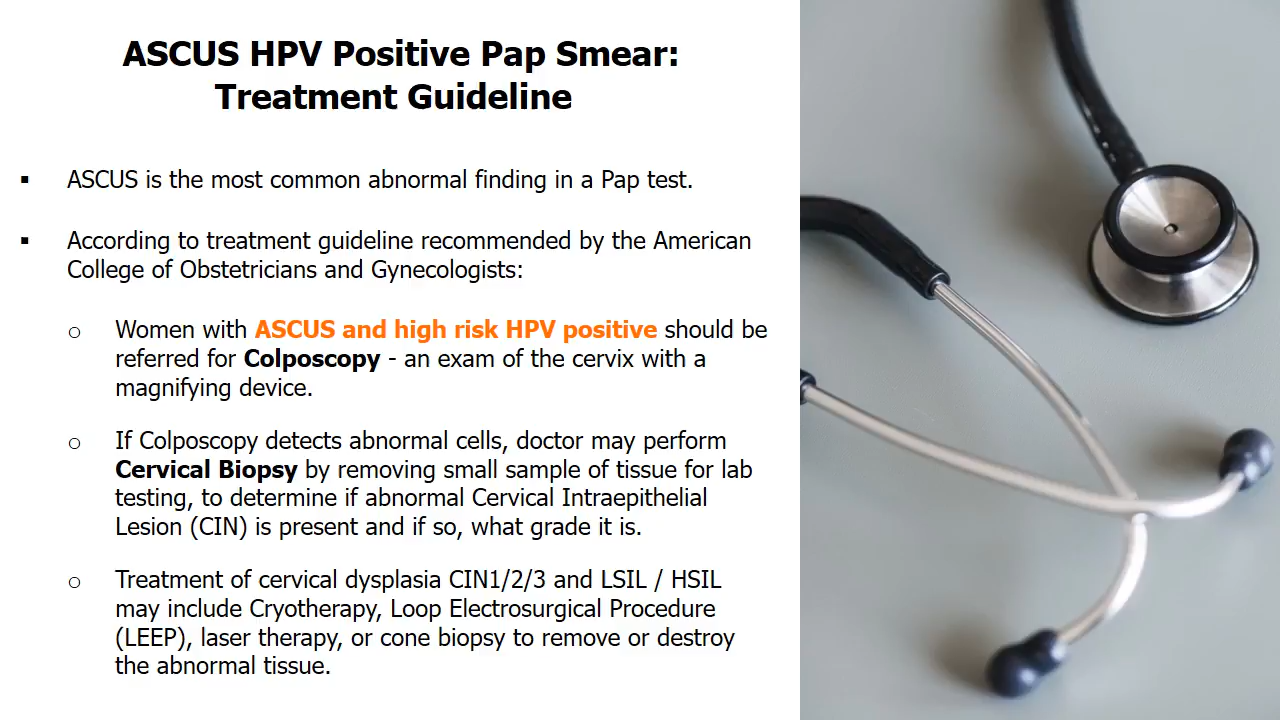 ASCUS HPV Positive Pap Smear:
Treatment Guideline
▪ ASCUS is the most common abnormal finding in a Pap test.
▪ According to treatment guideline recommended by the American
College of Obstetricians and Gynecologists:
o Women with ASCUS and high risk HPV positive should be
referred for Colposcopy - an exam of the cervix with a
magnifying device.
o If Colposcopy detects abnormal cells, doctor may perform
Cervical Biopsy by removing small sample of tissue for lab
testing, to determine if abnormal Cervical Intraepithelial
Lesion (CIN) is present and if so, what grade it is.
o Treatment of cervical dysplasia CIN1/2/3 and LSIL / HSIL
may include Cryotherapy, Loop Electrosurgical Procedure
(LEEP), laser therapy, or cone biopsy to remove or destroy
the abnormal tissue.